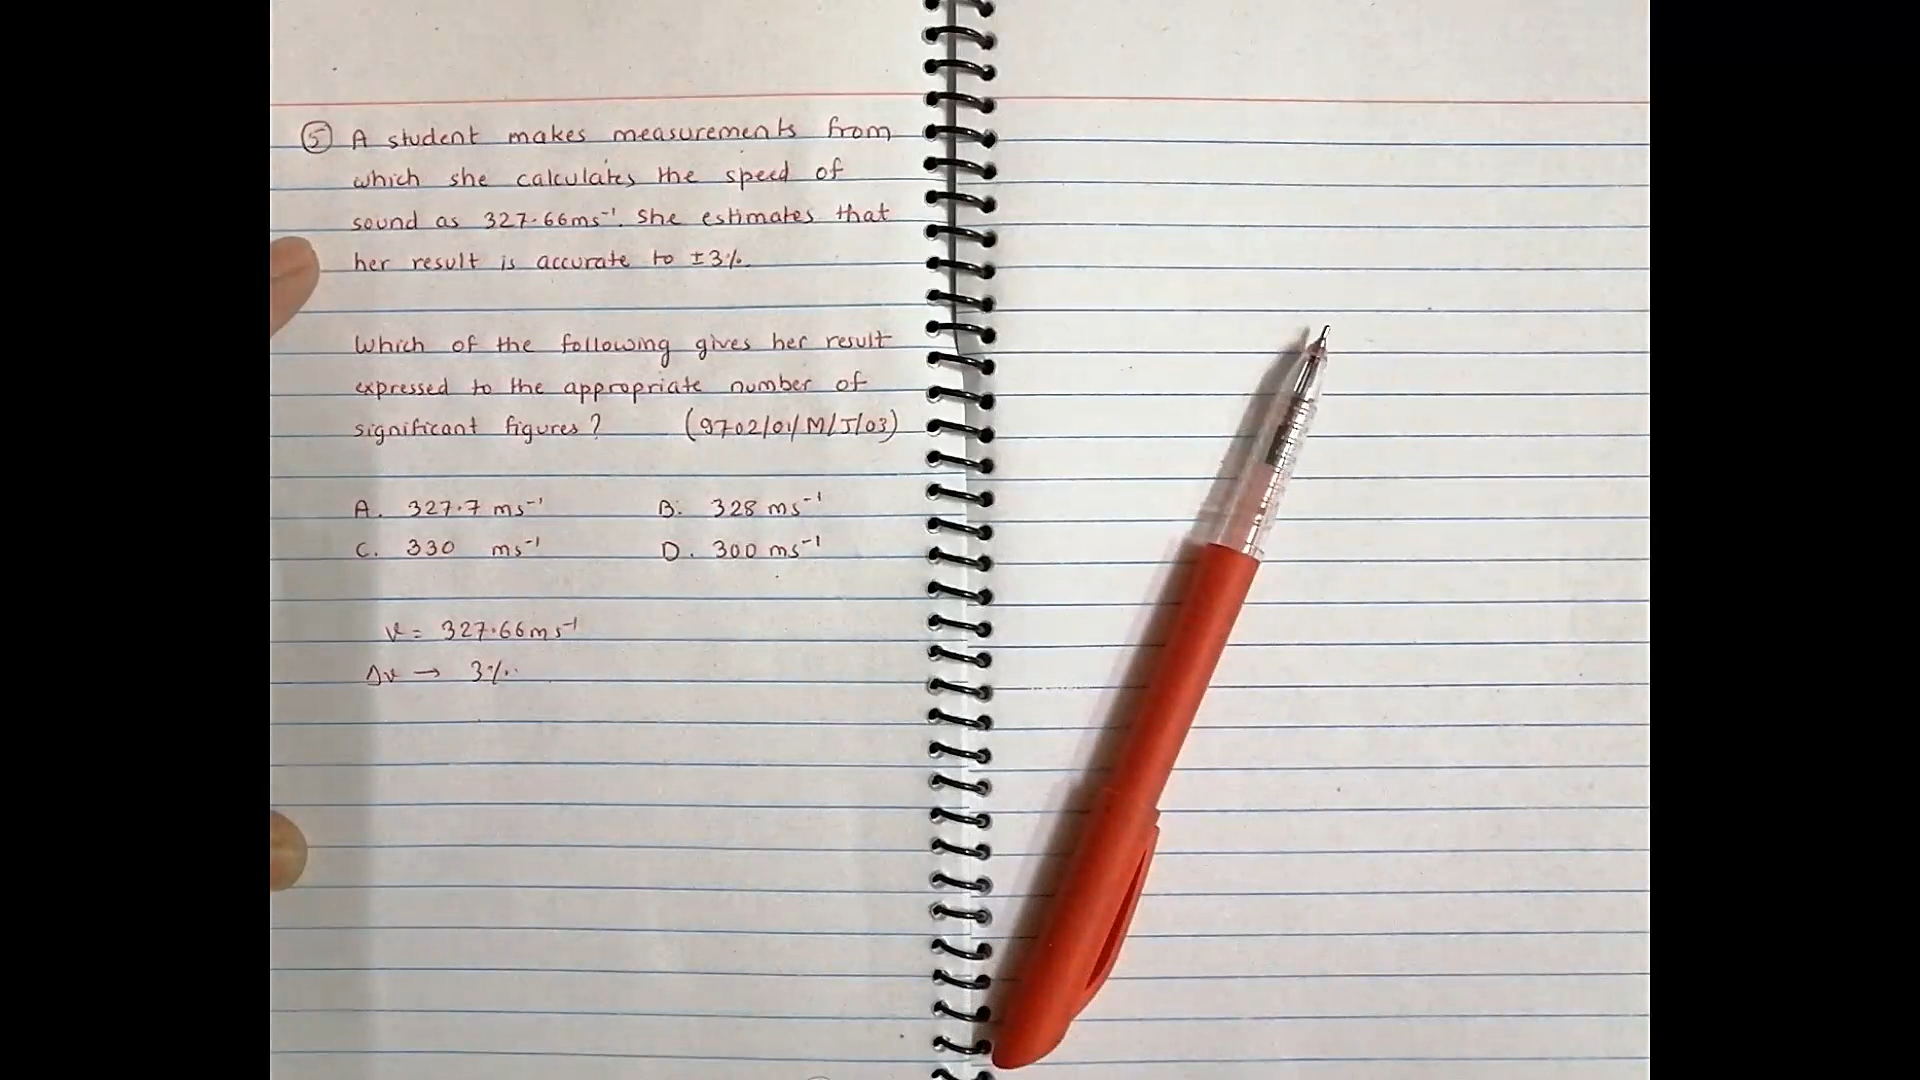 5 A student makes measurements from
which she calculates the speed of
sound as 327.66ms⁻¹. She estimates that
her result is accurate to ±3%.
Which of the following gives her result
expressed to the appropriate number of
significant figures? (9702/01/M/J/03)
A. 327.7 ms⁻¹ B. 328 ms⁻¹
C. 330 ms⁻¹ D. 300 ms⁻¹
v = 327.66ms⁻¹
Δv → 3%